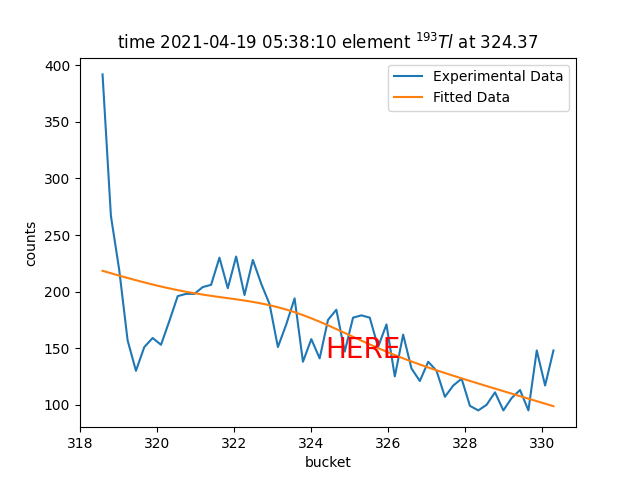 time 2021-04-19 05:38:10 element ¹⁹³Tl at 324.37
400
350
300
250
200
150
100
counts
Experimental Data
Fitted Data
HERE
318 320 322 324 326 328 330
bucket